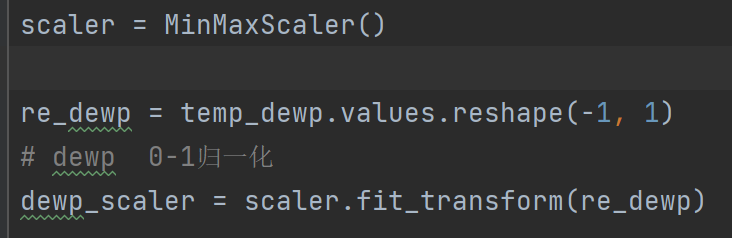 scaler = MinMaxScaler()
re_dewp = temp_dewp.values.reshape(-1, 1)
# dewp  0-1归一化
dewp_scaler = scaler.fit_transform(re_dewp)